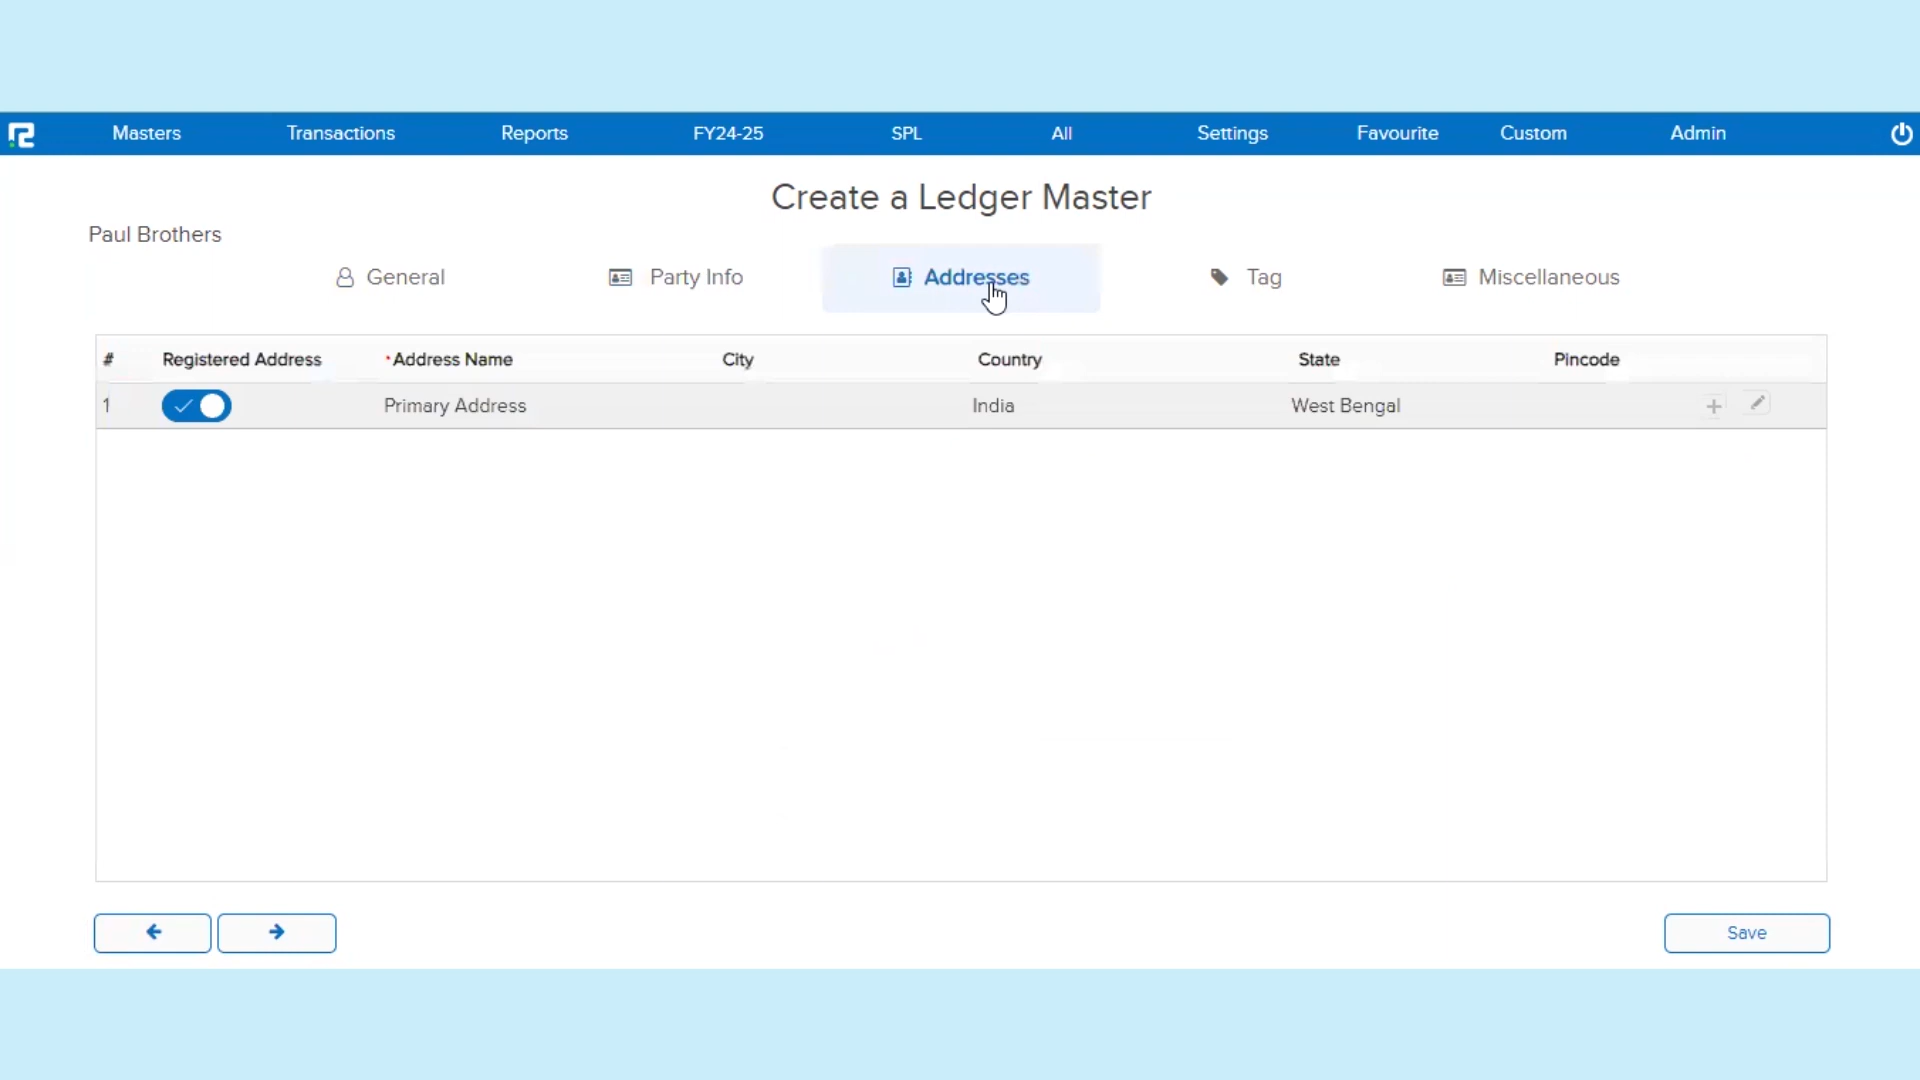 Masters Transactions Reports FY24-25 SPL All Settings Favourite Custom Admin
Create a Ledger Master
Paul Brothers
General Party Info Addresses Tag Miscellaneous
# Registered Address *Address Name City Country State Pincode
1 Primary Address India West Bengal
Save